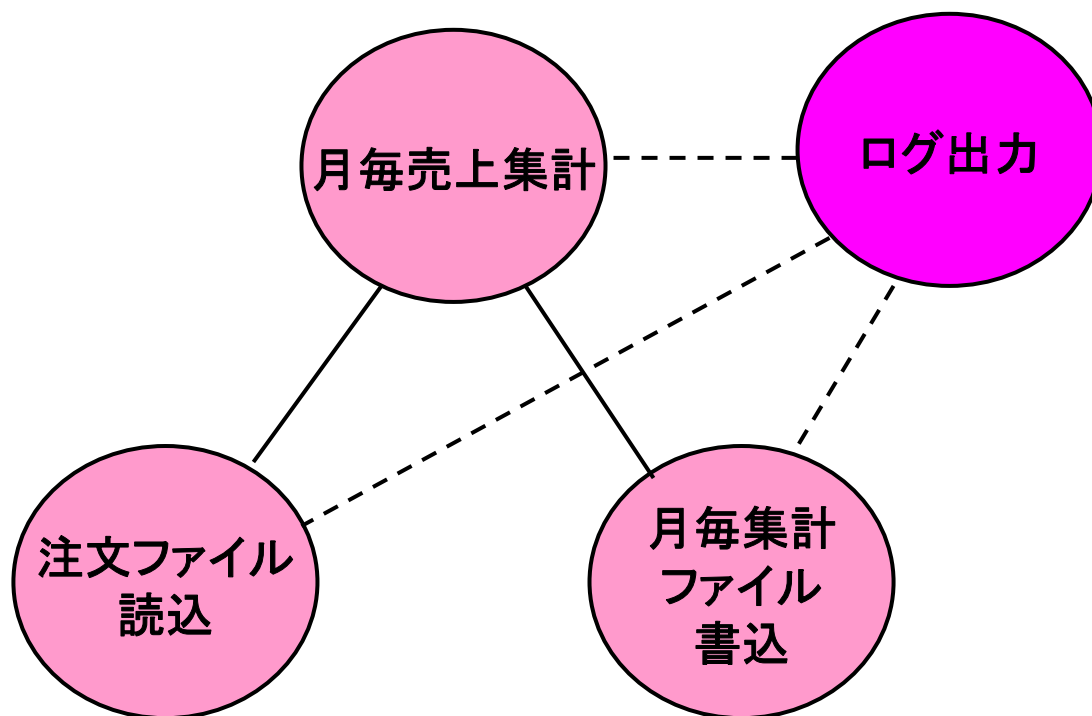 月毎売上集計
ログ出力
注文ファイル
読込
月毎集計
ファイル
書込